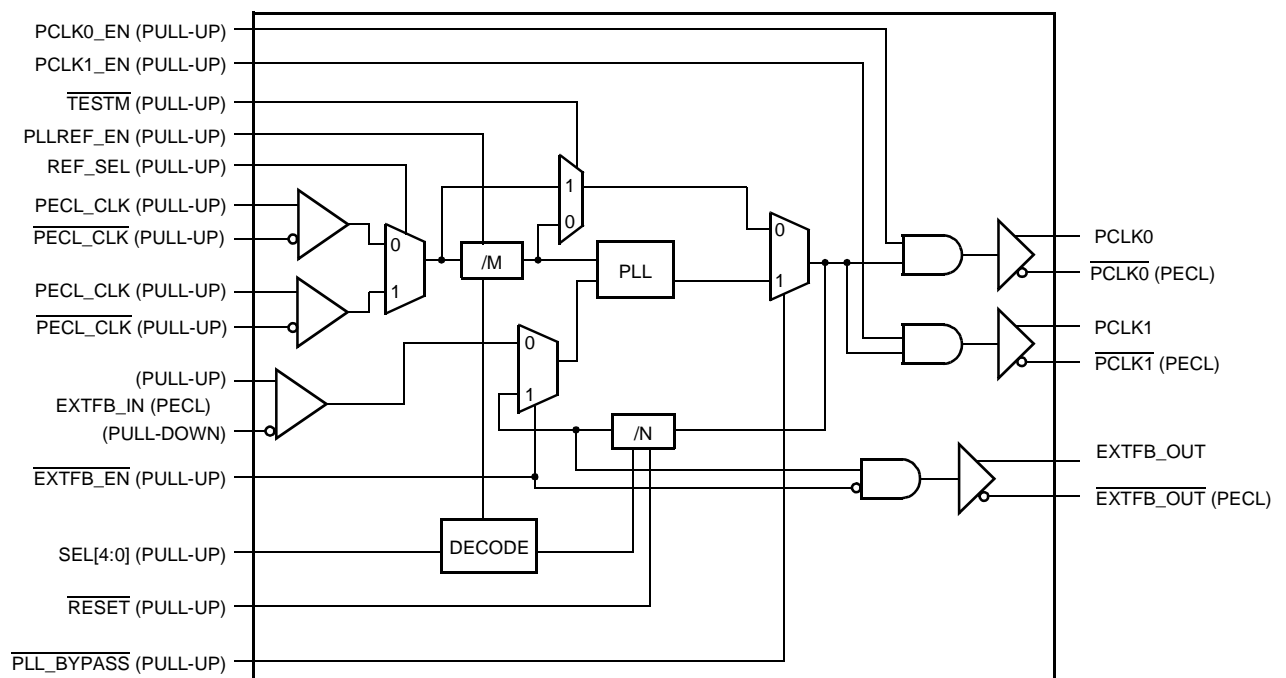 PCLK0_EN (PULL-UP)
PCLK1_EN (PULL-UP)
TESTM (PULL-UP)
PLLREF_EN (PULL-UP)
REF_SEL (PULL-UP)
PECL_CLK (PULL-UP)
PECL_CLK (PULL-UP)
PECL_CLK (PULL-UP)
PECL_CLK (PULL-UP)
(PULL-UP)
EXTFB_IN (PECL)
(PULL-DOWN)
EXTFB_EN (PULL-UP)
SEL[4:0] (PULL-UP)
RESET (PULL-UP)
PLL_BYPASS (PULL-UP)
0
1
/M
1
0
PLL
0
1
0
1
/N
DECODE
PCLK0
PCLK0 (PECL)
PCLK1
PCLK1 (PECL)
EXTFB_OUT
EXTFB_OUT (PECL)